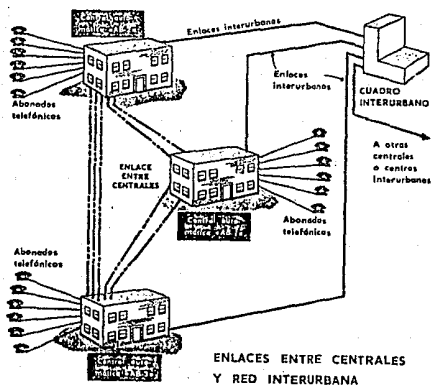 Enlaces interurbanos
Abonados
telefónicos
Enlaces
interurbanos
CUADRO
INTERURBANO
A otras
centrales
ó centros
Interurbanos
ENLACE
ENTRE
CENTRALES
Abonados
telefónicos
Abonados
telefónicos
ENLACES ENTRE CENTRALES
Y RED INTERURBANA